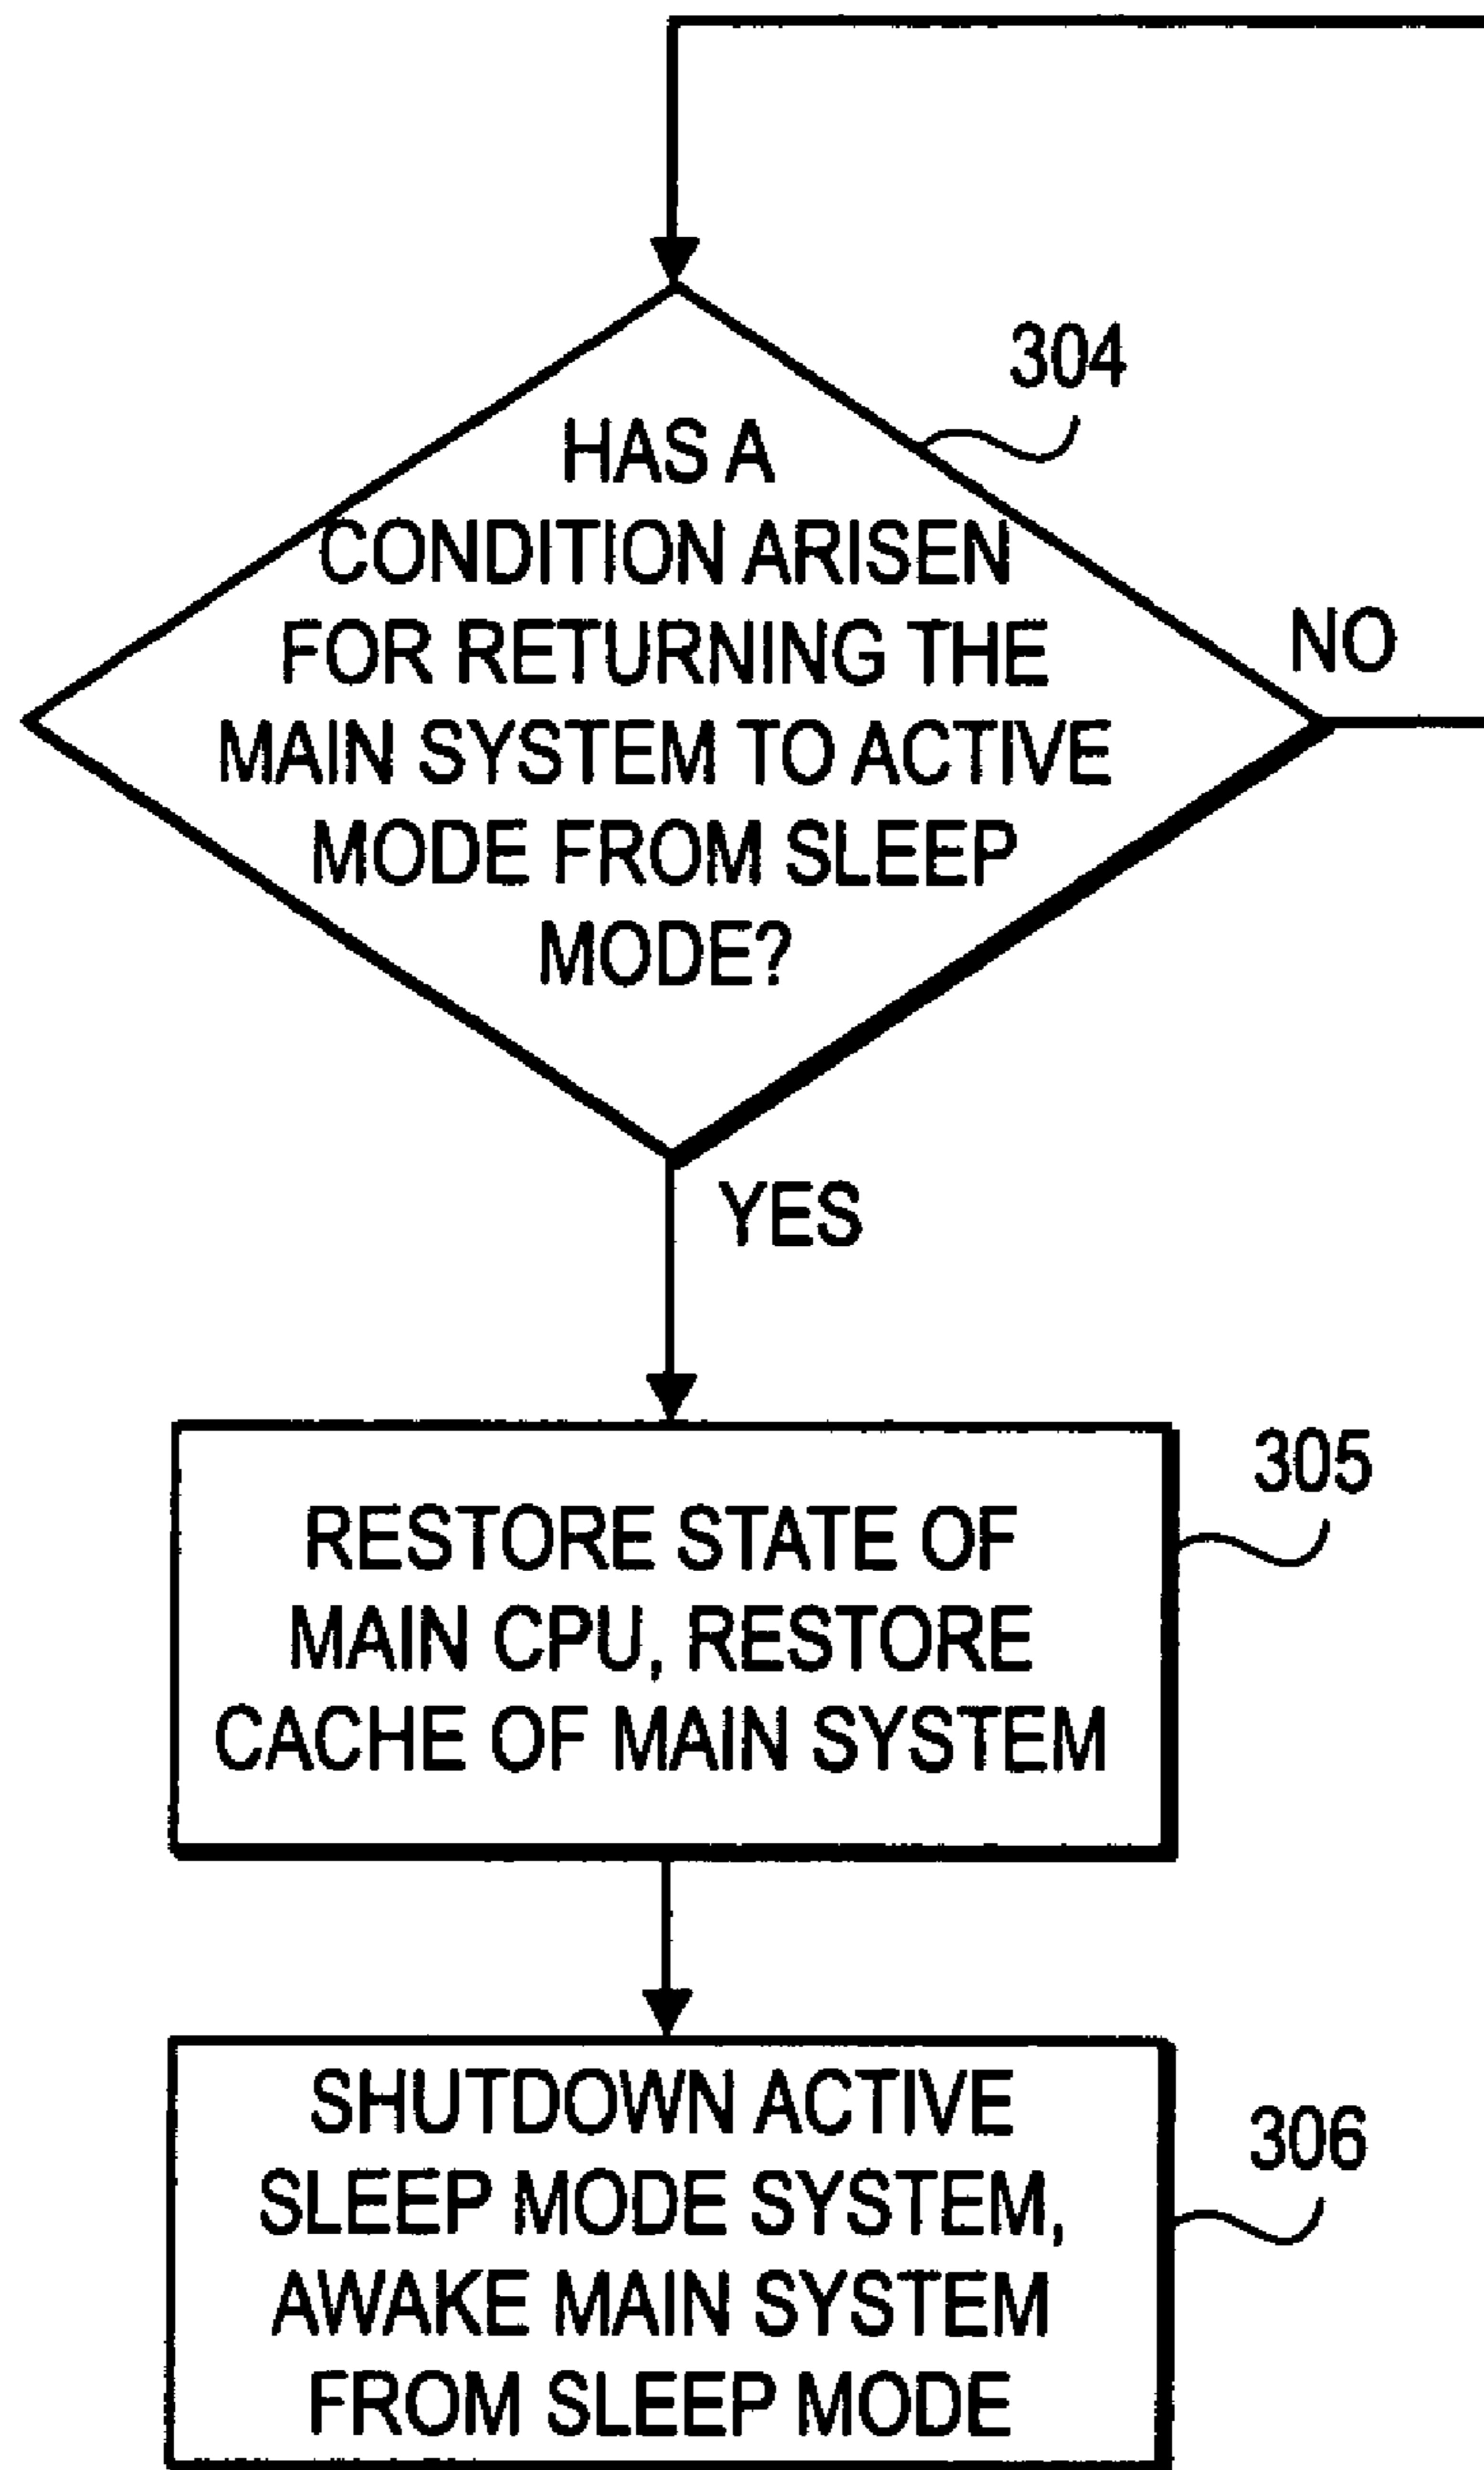 304
HAS A
CONDITION ARISEN
FOR RETURNING THE
MAIN SYSTEM TO ACTIVE
MODE FROM SLEEP
MODE?
NO
YES
305
RESTORE STATE OF
MAIN CPU, RESTORE
CACHE OF MAIN SYSTEM
306
SHUTDOWN ACTIVE
SLEEP MODE SYSTEM,
AWAKE MAIN SYSTEM
FROM SLEEP MODE